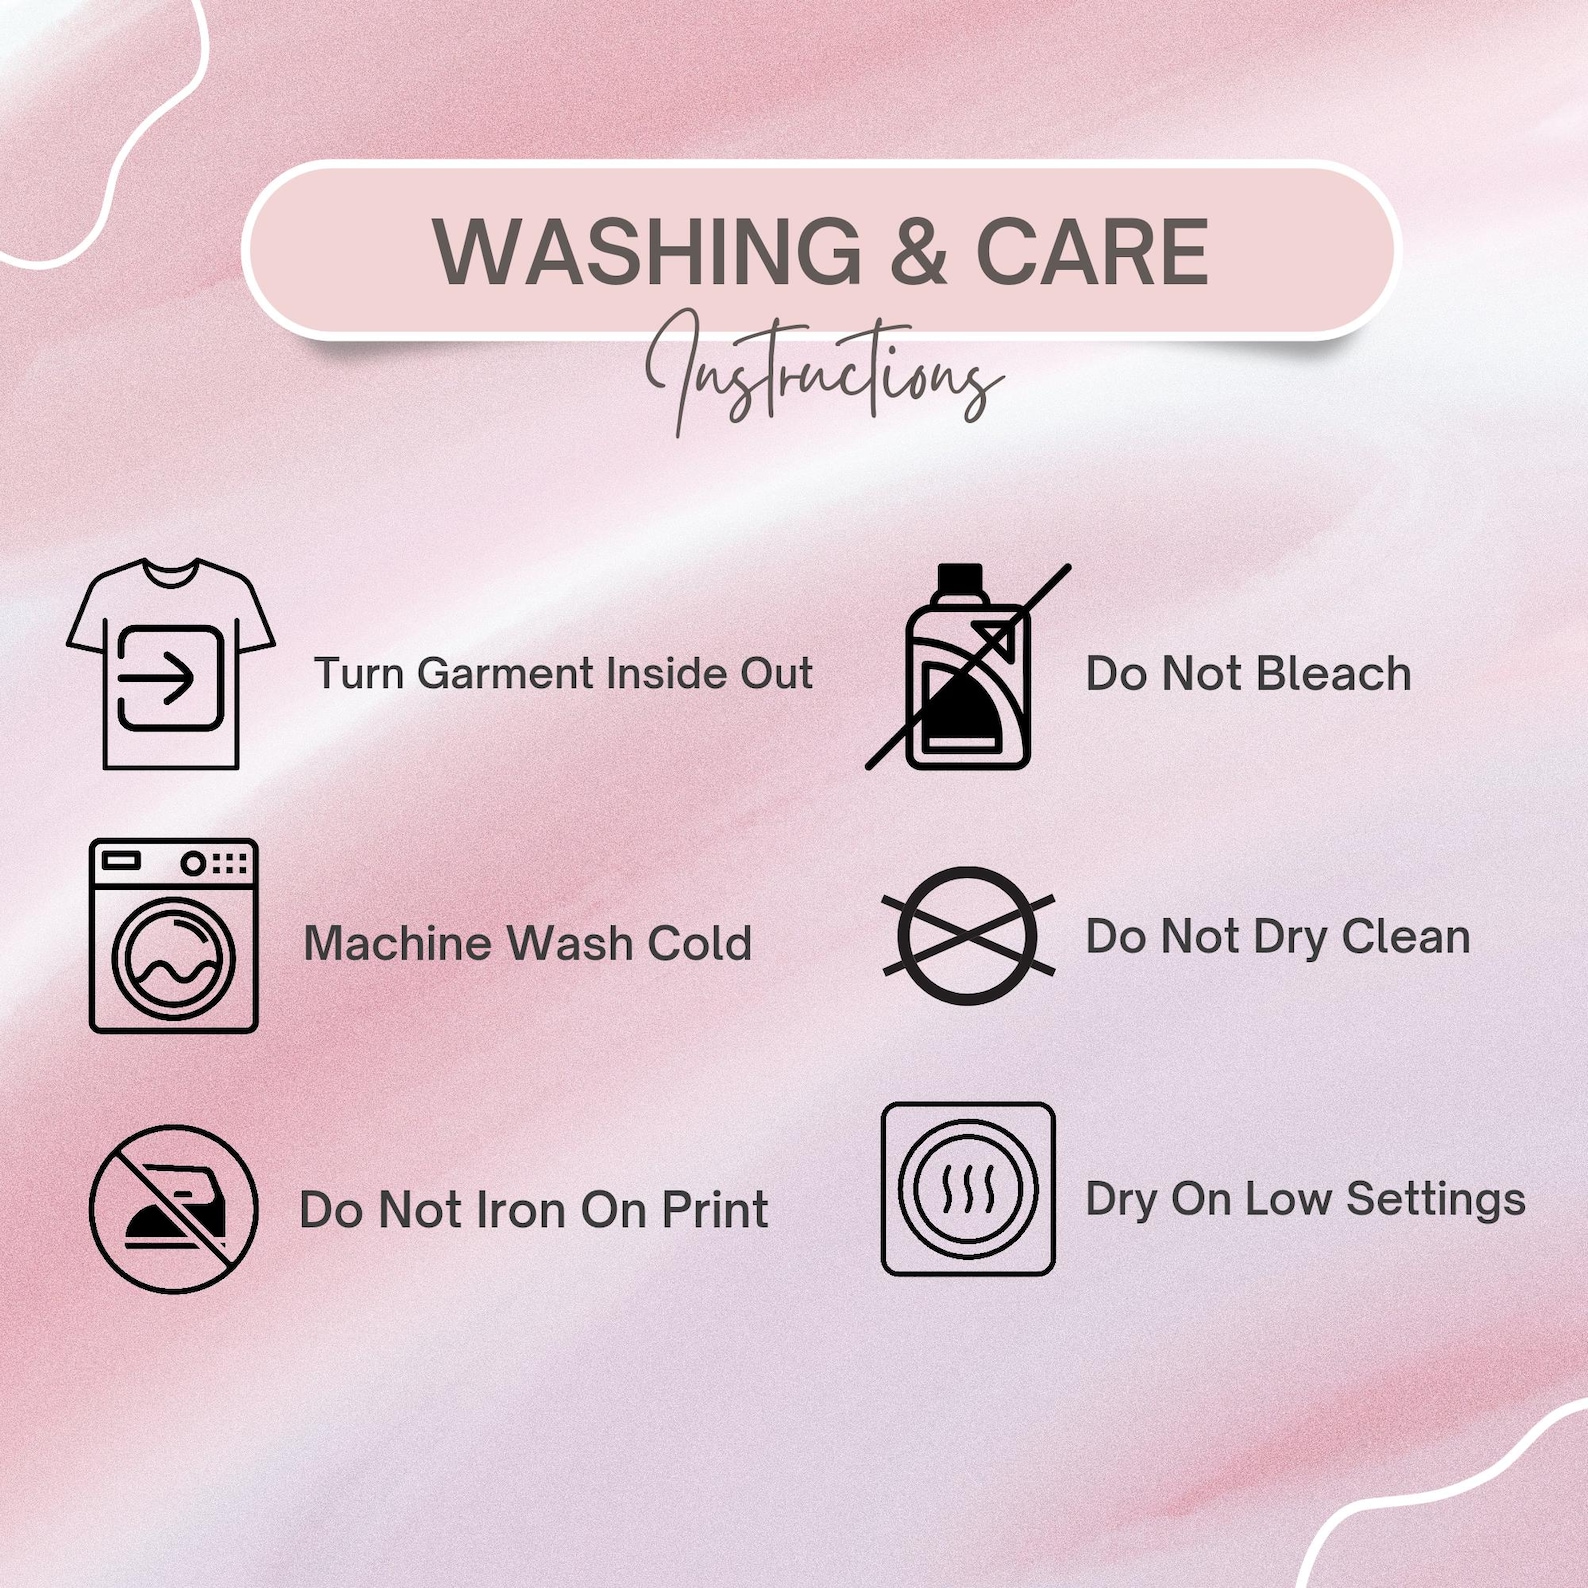 WASHING & CARE
Instructions
Turn Garment Inside Out
Do Not Bleach
Machine Wash Cold
Do Not Dry Clean
Do Not Iron On Print
Dry On Low Settings